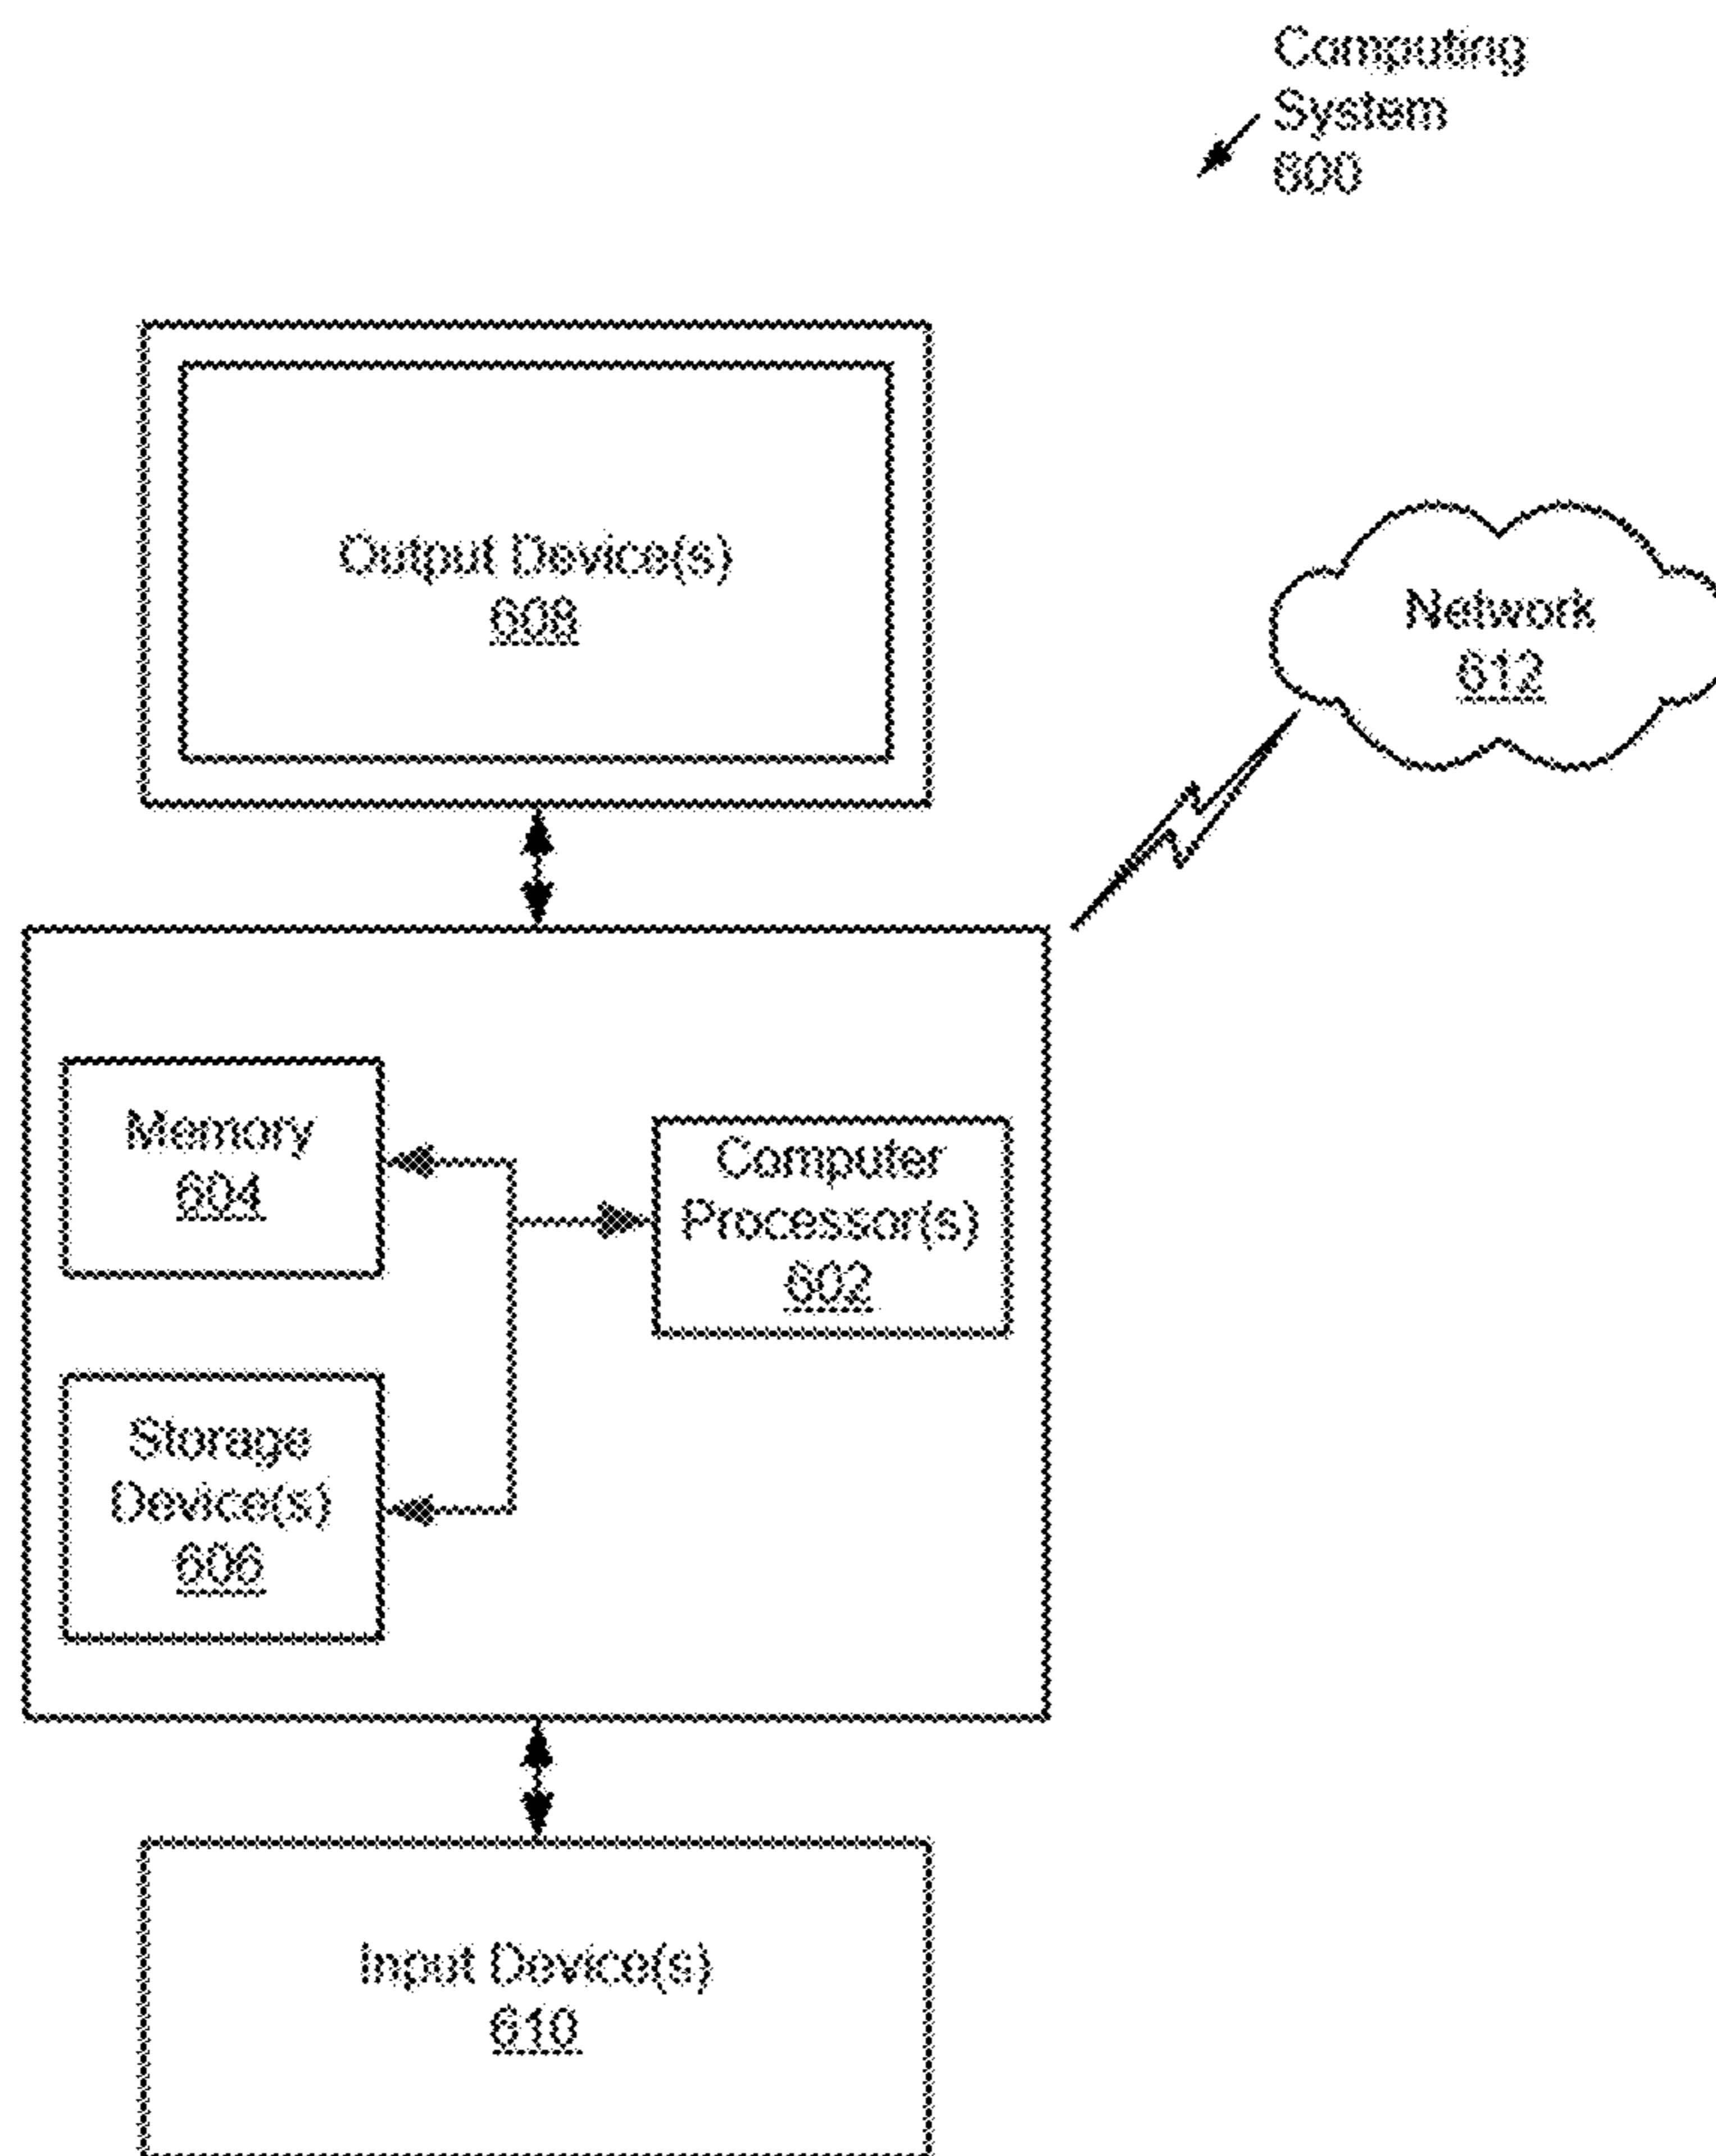 Computing
System
600
Output Device(s)
608
Network
612
Memory
604
Computer
Processor(s)
602
Storage
Device(s)
606
Input Device(s)
610